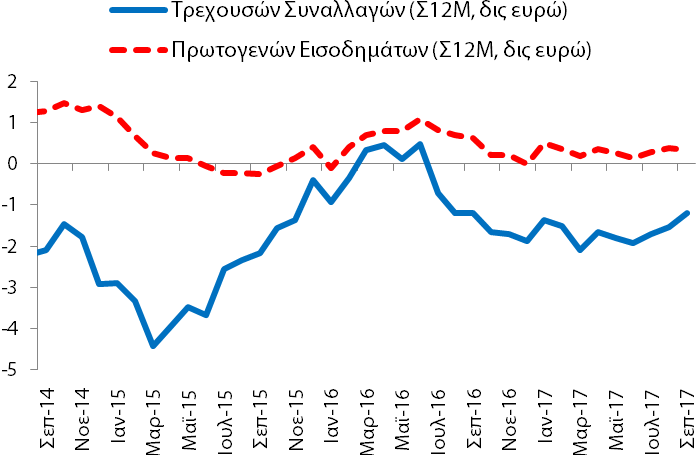 Τρεχουσών Συναλλαγών (Σ12Μ, δις ευρώ)
Πρωτογενών Εισοδημάτων (Σ12Μ, δις ευρώ)
2
1
0
-1
-2
-3
-4
-5
Σεπ-14
Νοε-14
Ιαν-15
Μαρ-15
Μαϊ-15
Ιουλ-15
Σεπ-15
Νοε-15
Ιαν-16
Μαρ-16
Μαϊ-16
Ιουλ-16
Σεπ-16
Νοε-16
Ιαν-17
Μαρ-17
Μαϊ-17
Ιουλ-17
Σεπ-17